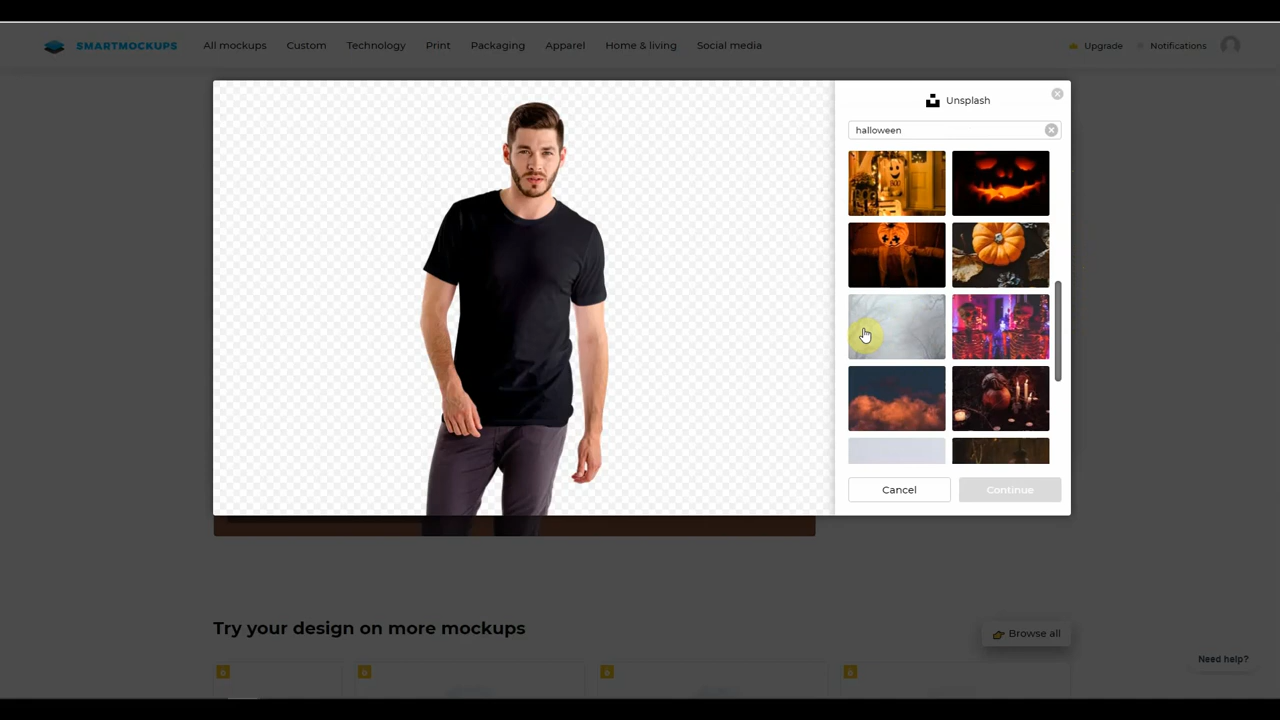 SMARTMOCKUPS
All mockups
Custom
Technology
Print
Packaging
Apparel
Home & living
Social media
Upgrade
Notifications
Unsplash
halloween
Cancel
Continue
Try your design on more mockups
Browse all
Need help?